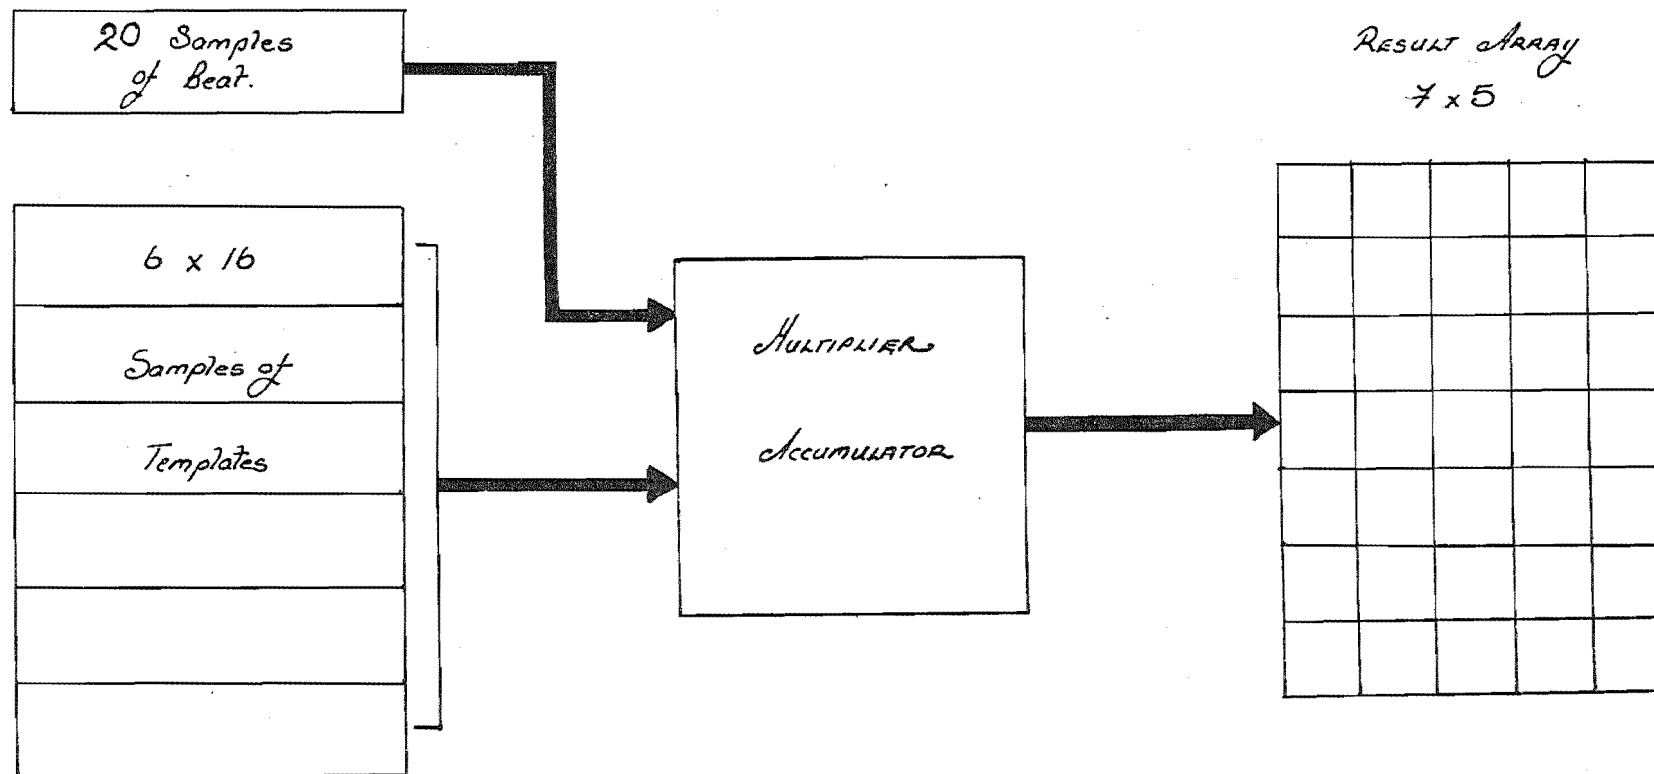 20 Samples
of Beat.
6 x 16
Samples of
Templates
MULTIPLIER
ACCUMULATOR
RESULT ARRAY
7 x 5